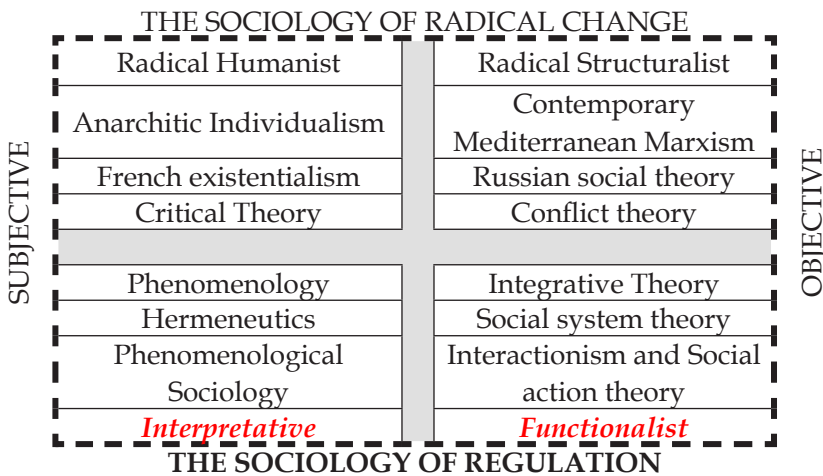 THE SOCIOLOGY OF RADICAL CHANGE
SUBJECTIVE
Radical Humanist
Anarchitic Individualism
French existentialism
Critical Theory
Radical Structuralist
Contemporary
Mediterranean Marxism
Russian social theory
Conflict theory
OBJECTIVE
Phenomenology
Hermeneutics
Phenomenological
Sociology
Interpretative
Integrative Theory
Social system theory
Interactionism and Social
action theory
Functionalist
THE SOCIOLOGY OF REGULATION